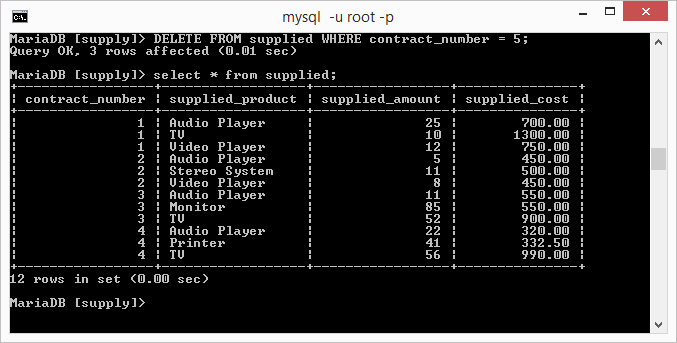 mysql -u root -p
MariaDB [supply]> DELETE FROM supplied WHERE contract_number = 5;
Query OK, 3 rows affected (0.01 sec)
MariaDB [supply]> select * from supplied;
+-----------------+------------------+-----------------+---------------+
| contract_number | supplied_product | supplied_amount | supplied_cost |
+-----------------+------------------+-----------------+---------------+
| 1 | Audio Player | 25 | 700.00 |
| 1 | TV | 10 | 1300.00 |
| 1 | Video Player | 12 | 750.00 |
| 2 | Audio Player | 5 | 450.00 |
| 2 | Stereo System | 11 | 500.00 |
| 2 | Video Player | 8 | 450.00 |
| 3 | Audio Player | 11 | 550.00 |
| 3 | Monitor | 85 | 550.00 |
| 3 | TV | 52 | 900.00 |
| 4 | Audio Player | 22 | 320.00 |
| 4 | Printer | 41 | 332.50 |
| 4 | TV | 56 | 990.00 |
+-----------------+------------------+-----------------+---------------+
12 rows in set (0.00 sec)
MariaDB [supply]>